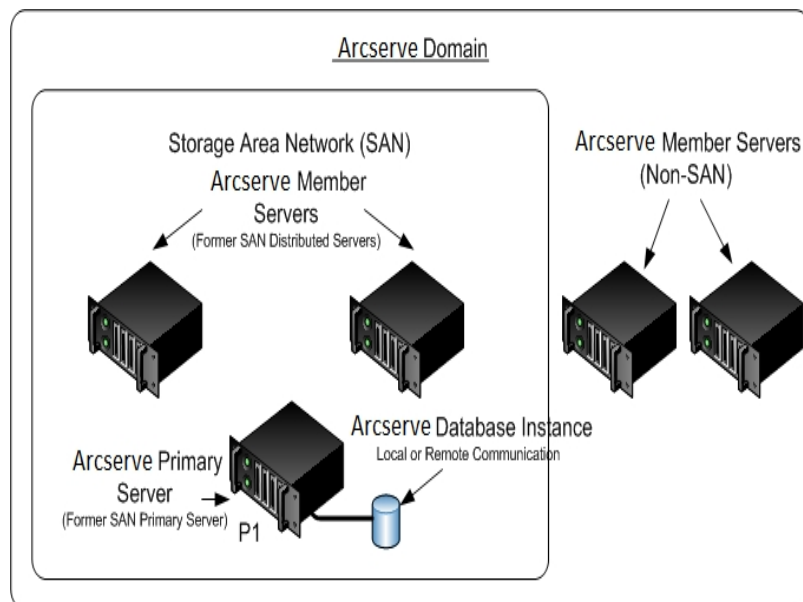 Arcserve Domain
Storage Area Network (SAN)
Arcserve Member
Servers
(Former SAN Distributed Servers)
Arcserve Member Servers
(Non-SAN)
Arcserve Primary
Server
(Former SAN Primary Server)
P1
Arcserve Database Instance
Local or Remote Communication